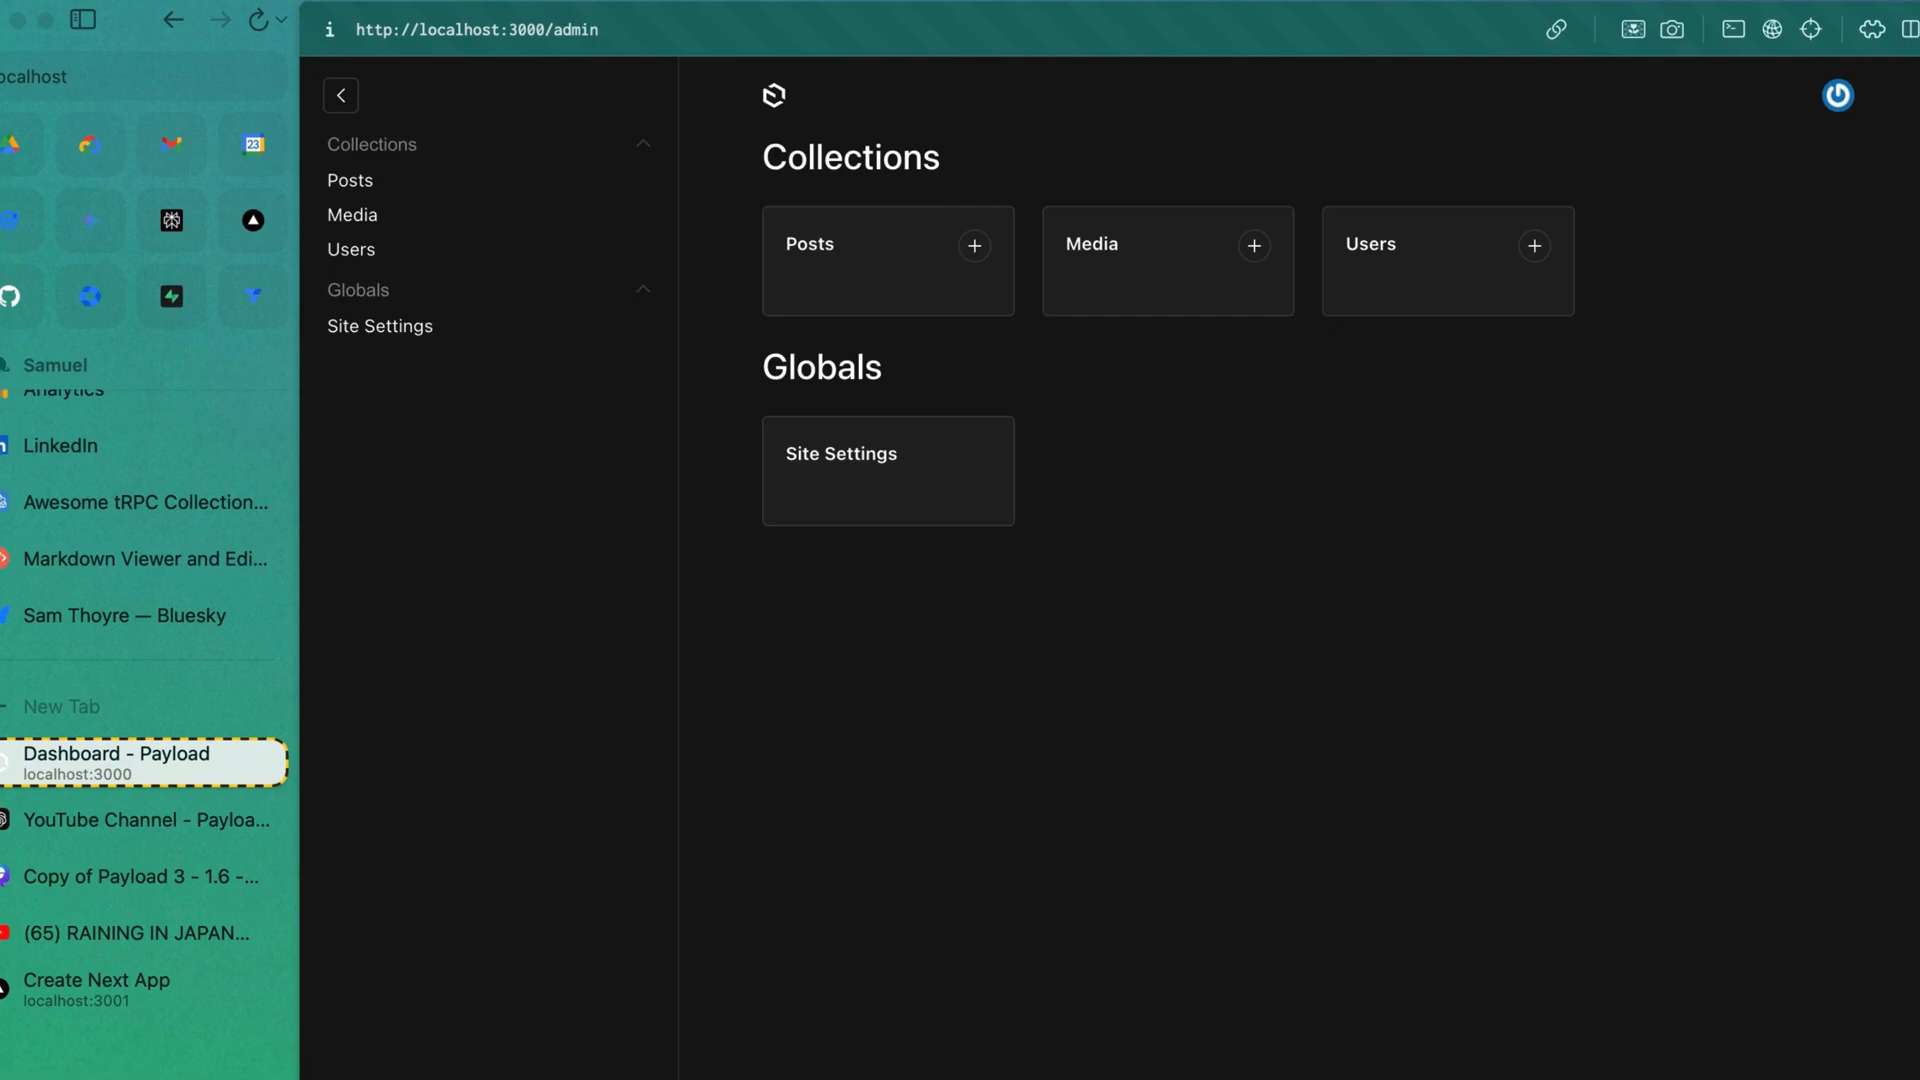 http://localhost:3000/admin
ocalhost
23
Samuel
Analytics
LinkedIn
Awesome tRPC Collection...
Markdown Viewer and Edi...
Sam Thoyre — Bluesky
New Tab
Dashboard - Payload
localhost:3000
YouTube Channel - Payloa...
Copy of Payload 3 - 1.6 -...
(65) RAINING IN JAPAN...
Create Next App
localhost:3001
Collections
Posts
Media
Users
Globals
Site Settings
Collections
Posts
Media
Users
Globals
Site Settings